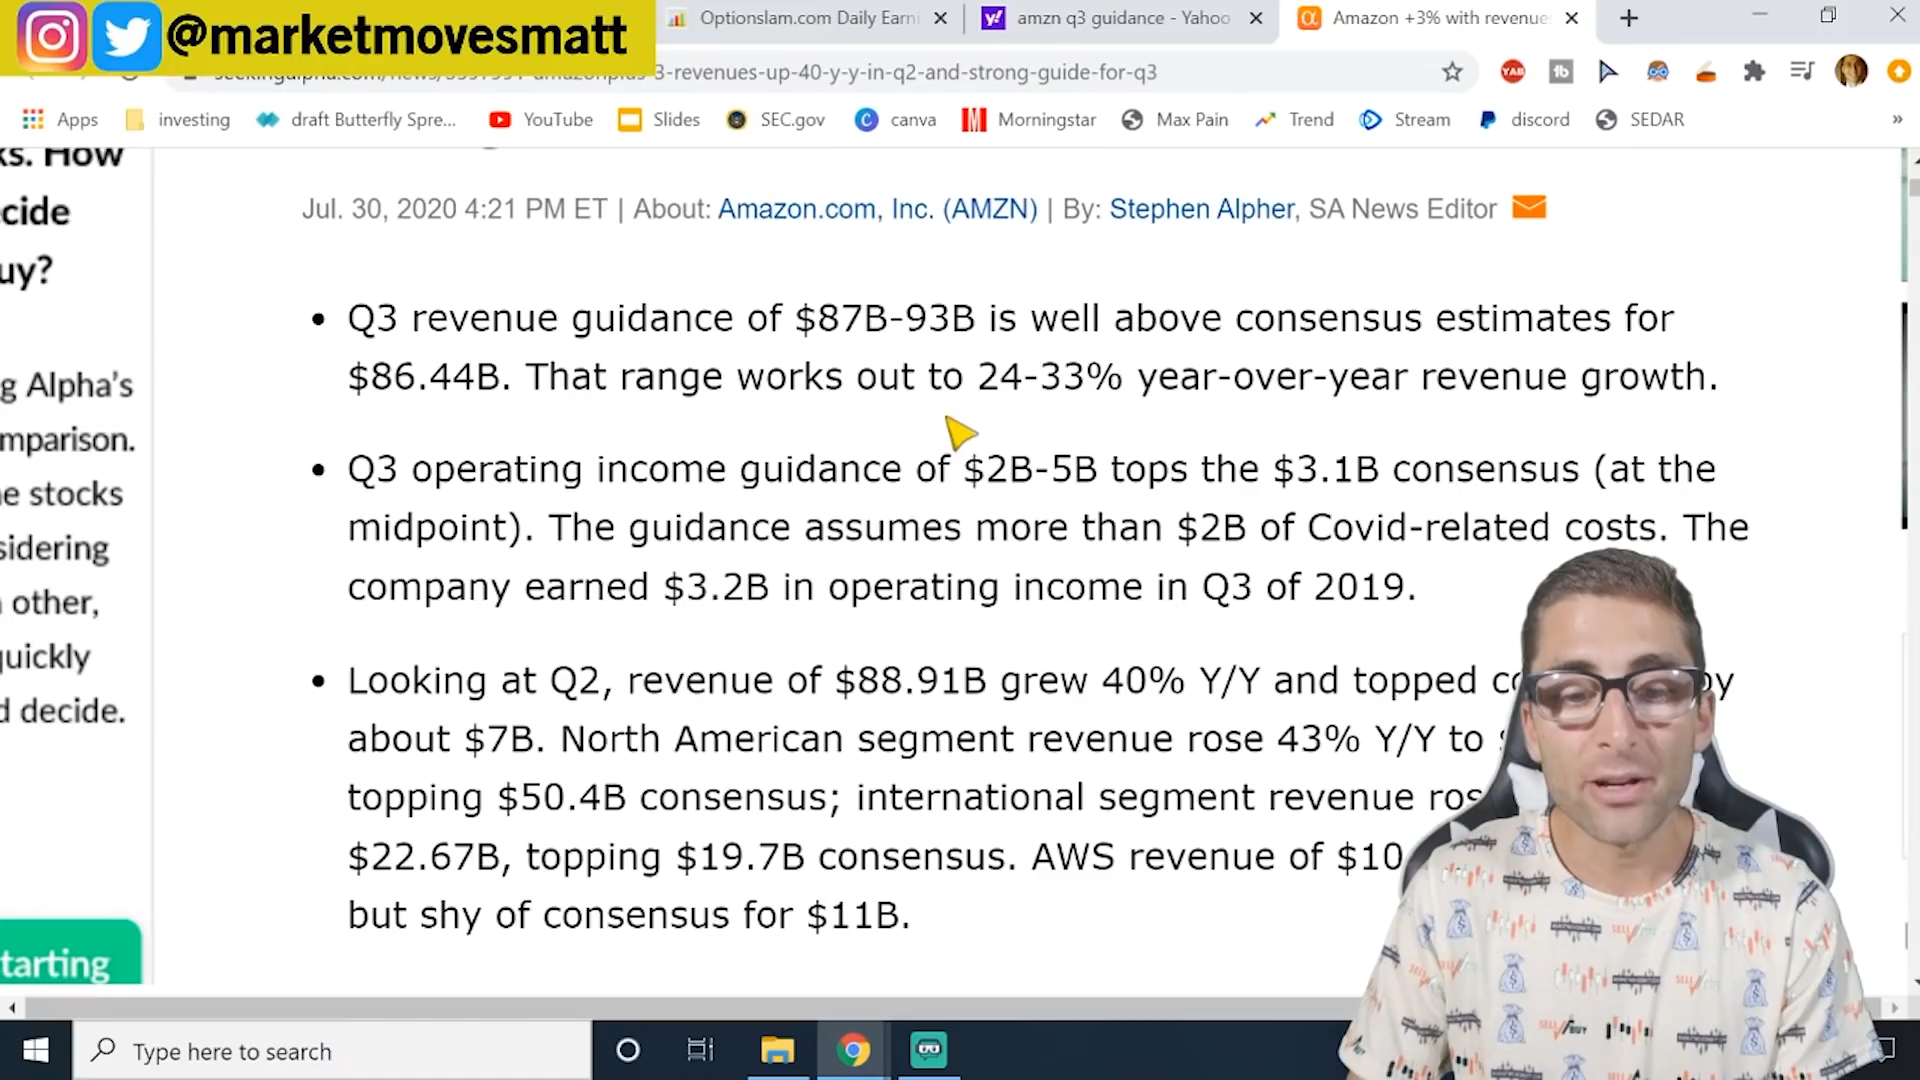 @marketmovesmatt
Optionslam.com Daily Earni
amzn q3 guidance - Yahoo
Amazon +3% with revenue
3-revenues-up-40-y-y-in-q2-and-strong-guide-for-q3
Apps investing draft Butterfly Spre... YouTube Slides SEC.gov canva Morningstar Max Pain Trend Stream discord SEDAR »
How
cide
uy?
g Alpha's
mparison.
e stocks
sidering
other,
quickly
d decide.
tarting
Jul. 30, 2020 4:21 PM ET | About: Amazon.com, Inc. (AMZN) | By: Stephen Alpher, SA News Editor
• Q3 revenue guidance of $87B-93B is well above consensus estimates for
$86.44B. That range works out to 24-33% year-over-year revenue growth.
• Q3 operating income guidance of $2B-5B tops the $3.1B consensus (at the
midpoint). The guidance assumes more than $2B of Covid-related costs. The
company earned $3.2B in operating income in Q3 of 2019.
• Looking at Q2, revenue of $88.91B grew 40% Y/Y and topped co by
about $7B. North American segment revenue rose 43% Y/Y to
topping $50.4B consensus; international segment revenue ros
$22.67B, topping $19.7B consensus. AWS revenue of $10
but shy of consensus for $11B.
Type here to search